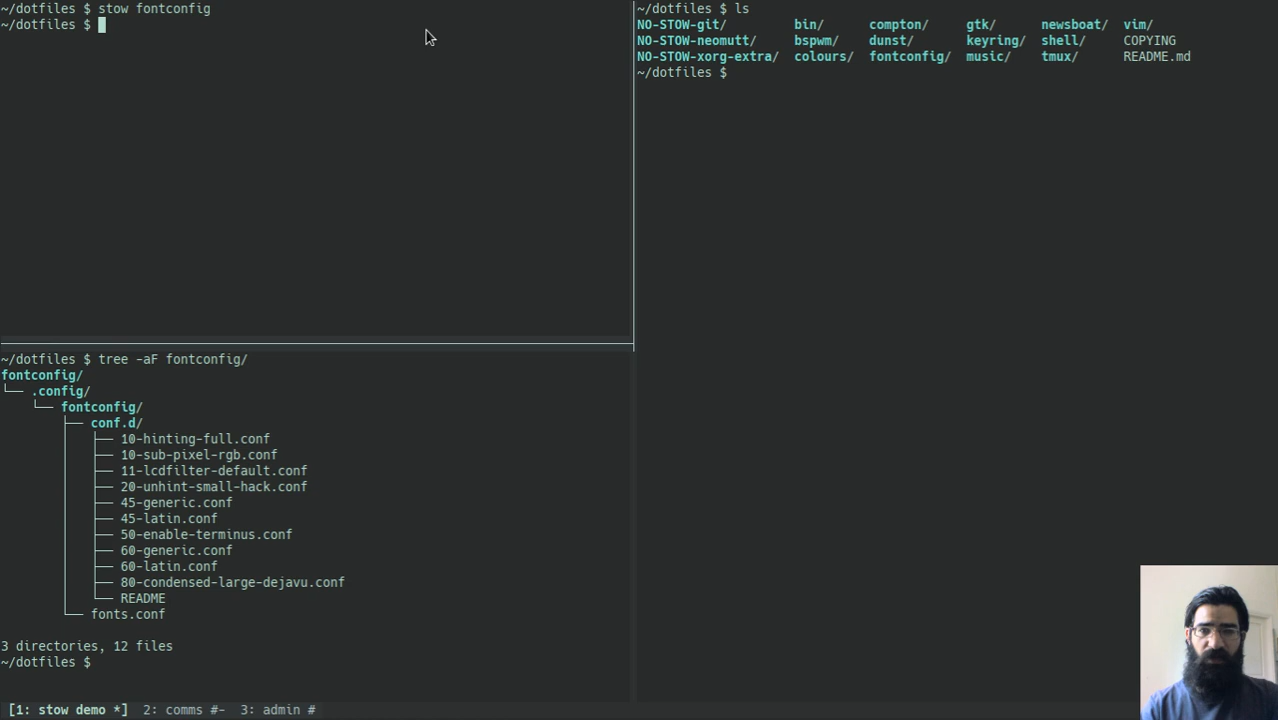 ~/dotfiles $ stow fontconfig
~/dotfiles $
~/dotfiles $ tree -aF fontconfig/
fontconfig/
└── .config/
    └── fontconfig/
        ├── conf.d/
        │   ├── 10-hinting-full.conf
        │   ├── 10-sub-pixel-rgb.conf
        │   ├── 11-lcdfilter-default.conf
        │   ├── 20-unhint-small-hack.conf
        │   ├── 45-generic.conf
        │   ├── 45-latin.conf
        │   ├── 50-enable-terminus.conf
        │   ├── 60-generic.conf
        │   ├── 60-latin.conf
        │   ├── 80-condensed-large-dejavu.conf
        │   └── README
        └── fonts.conf
3 directories, 12 files
~/dotfiles $
~/dotfiles $ ls
NO-STOW-git/ bin/ compton/ gtk/ newsboat/ vim/
NO-STOW-neomutt/ bspwm/ dunst/ keyring/ shell/ COPYING
NO-STOW-xorg-extra/ colours/ fontconfig/ music/ tmux/ README.md
~/dotfiles $
[1: stow demo *] 2: comms #- 3: admin #